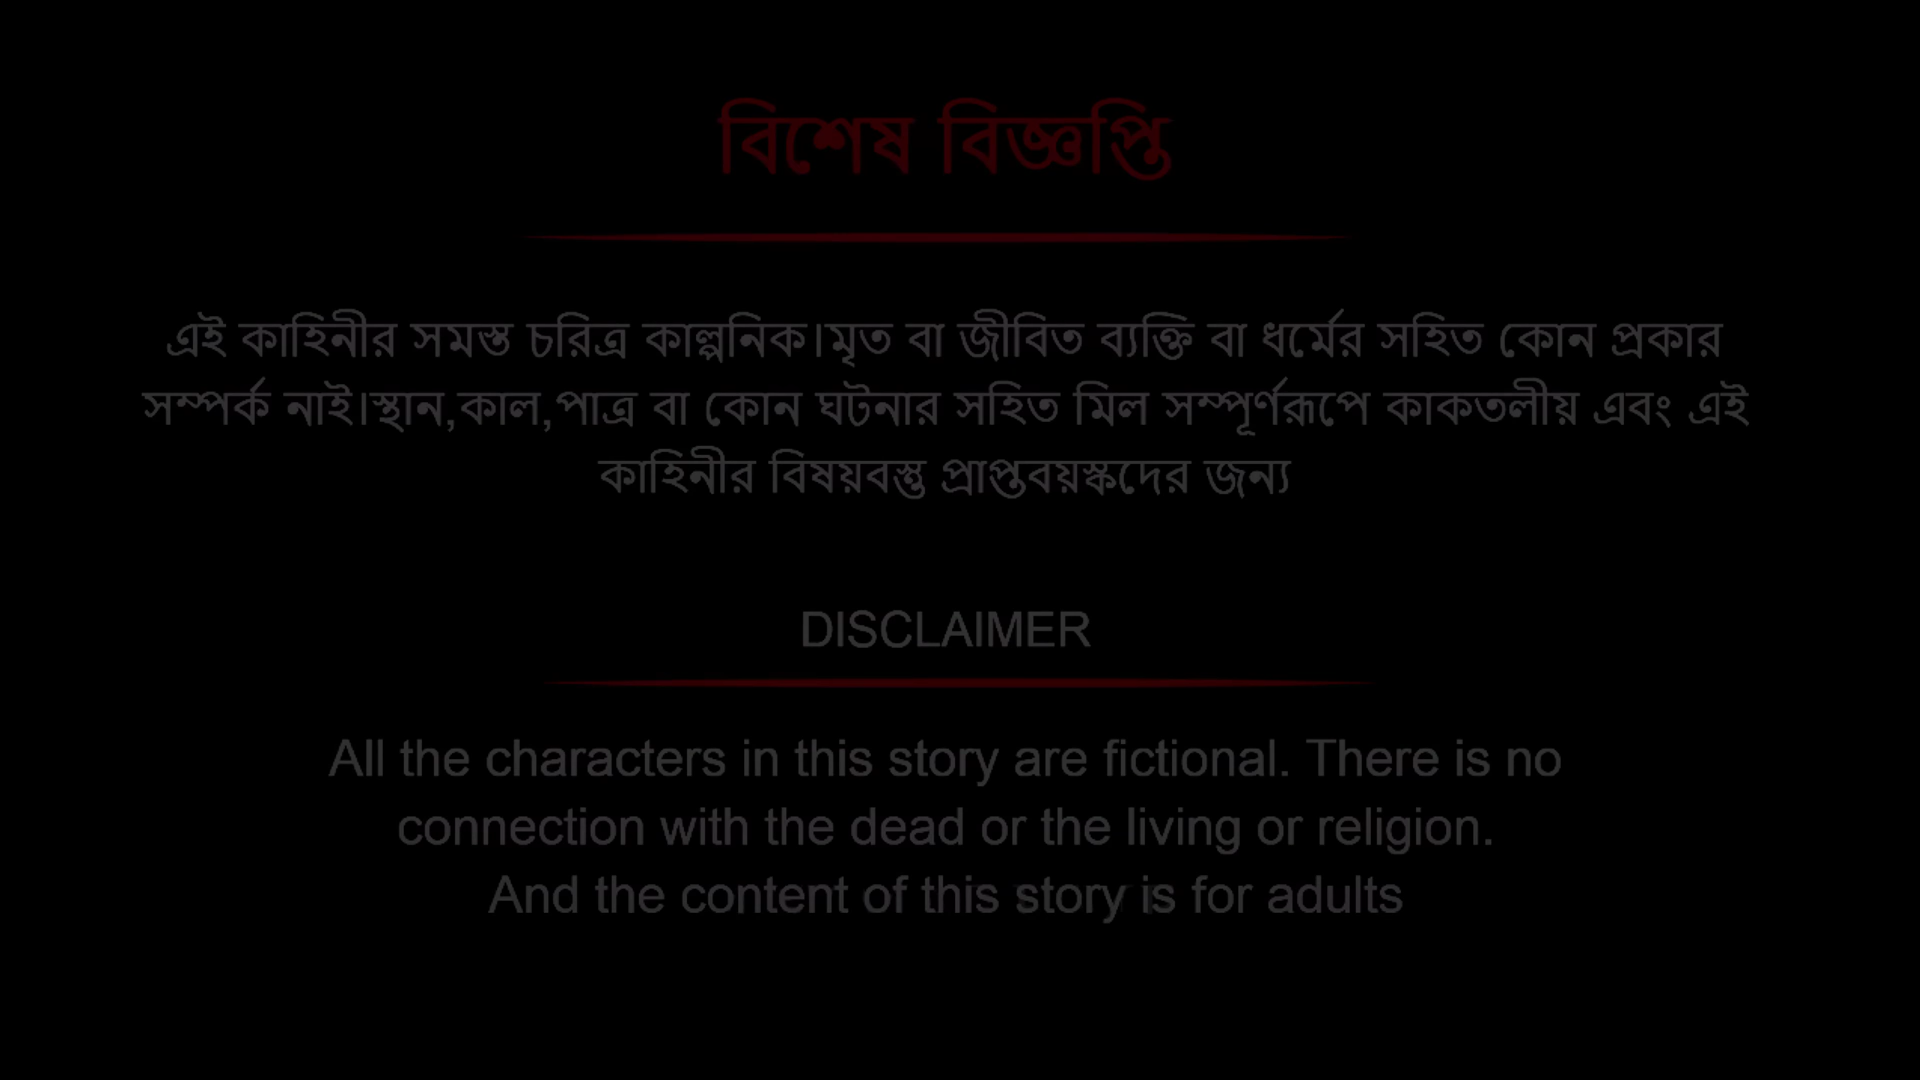 বিশেষ বিজ্ঞপ্তি
এই কাহিনীর সমস্ত চরিত্র কাল্পনিক।মৃত বা জীবিত ব্যক্তি বা ধর্মের সহিত কোন প্রকার
সম্পর্ক নাই।স্থান,কাল,পাত্র বা কোন ঘটনার সহিত মিল সম্পূর্ণরূপে কাকতলীয় এবং এই
কাহিনীর বিষয়বস্তু প্রাপ্তবয়স্কদের জন্য
DISCLAIMER
All the characters in this story are fictional. There is no
connection with the dead or the living or religion.
And the content of this story is for adults